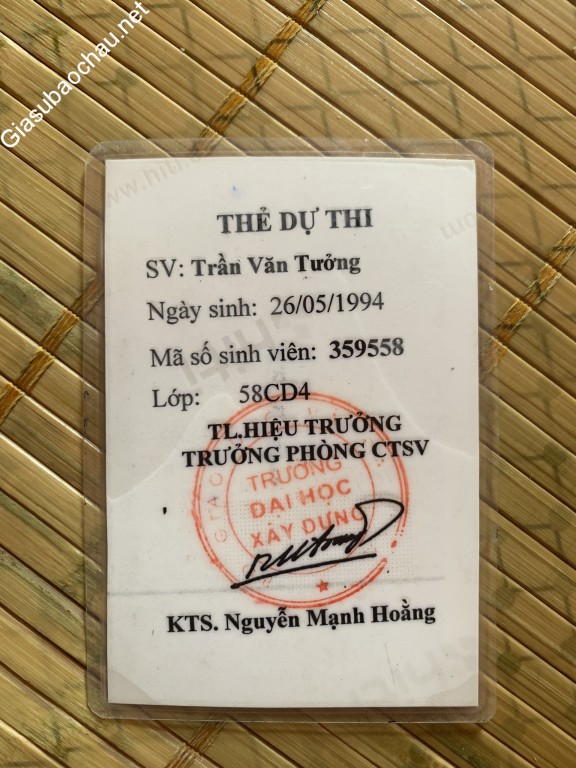 Giasubaochau.net
THẺ DỰ THI
SV: Trần Văn Tưởng
Ngày sinh: 26/05/1994
Mã số sinh viên: 359558
Lớp: 58CD4
TL.HIỆU TRƯỞNG
TRƯỞNG PHÒNG CTSV
TRƯỜNG
ĐẠI HỌC
XÂY DỰNG
KTS. Nguyễn Mạnh Hoằng